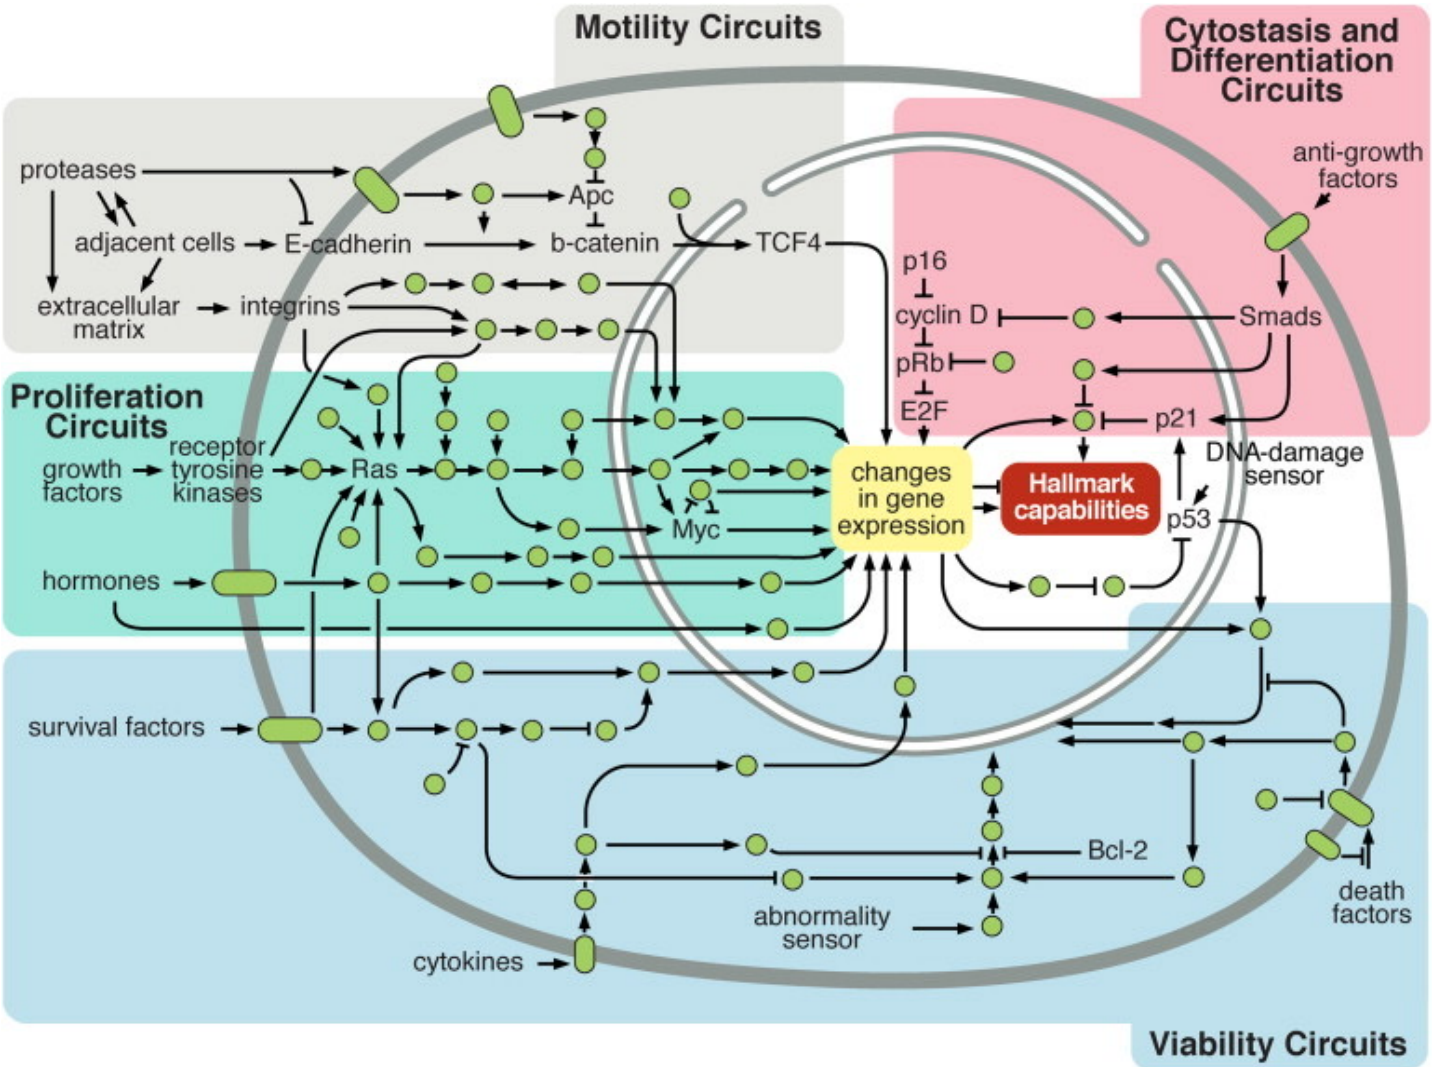 Motility Circuits
Cytostasis and
Differentiation
Circuits
proteases
anti-growth
factors
Apc
adjacent cells
E-cadherin
b-catenin
TCF4
p16
extracellular
matrix
integrins
cyclin D
Smads
pRb
E2F
p21
Proliferation
Circuits
growth
factors
receptor
tyrosine
kinases
Ras
changes
in gene
expression
Hallmark
capabilities
DNA-damage
sensor
p53
Myc
hormones
survival factors
Bcl-2
abnormality
sensor
death
factors
cytokines
Viability Circuits